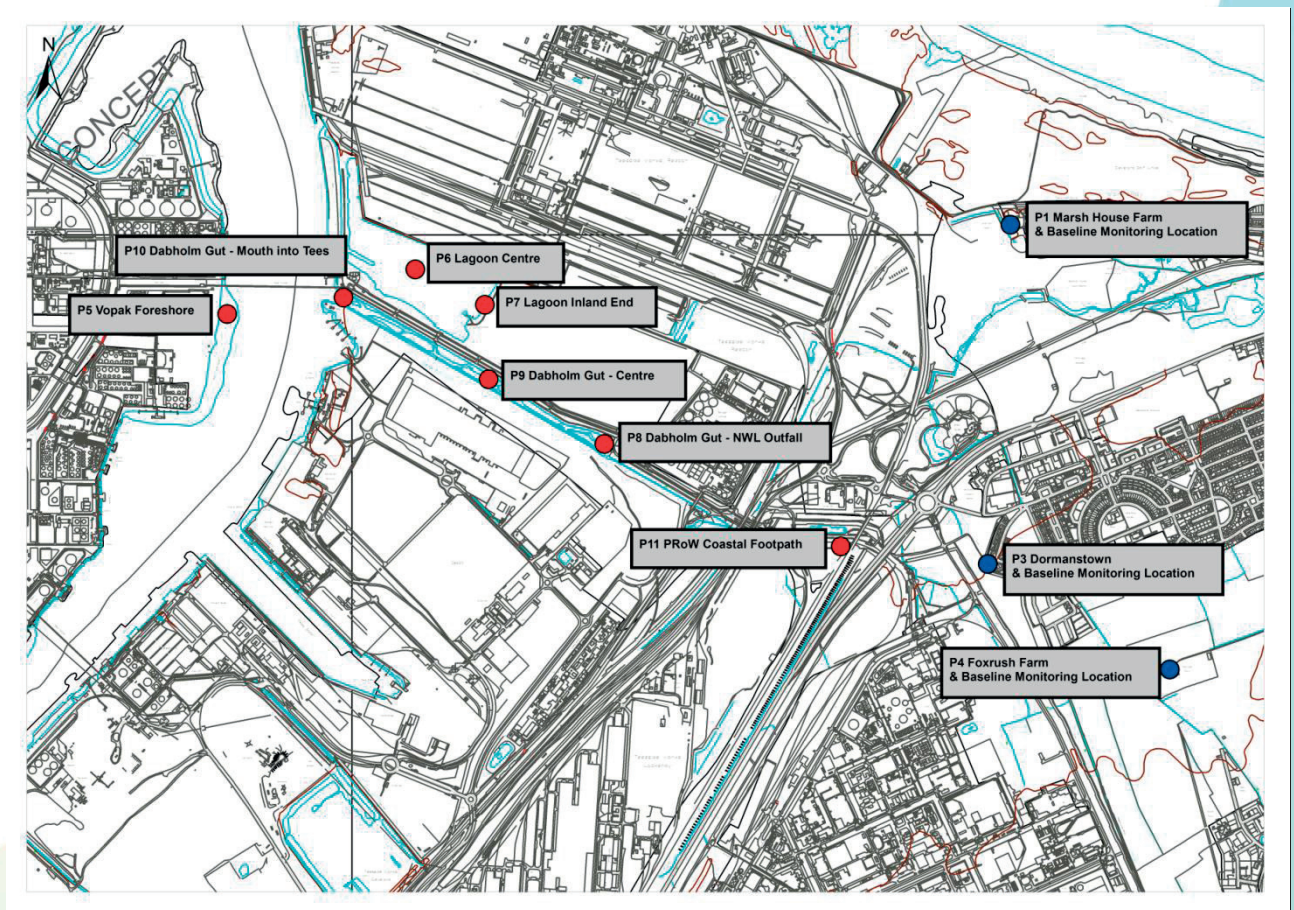 N
CONCEPT
P1 Marsh House Farm
& Baseline Monitoring Location
P10 Dabholm Gut - Mouth into Tees
P6 Lagoon Centre
P5 Vopak Foreshore
P7 Lagoon Inland End
P9 Dabholm Gut - Centre
P8 Dabholm Gut - NWL Outfall
P11 PRoW Coastal Footpath
P3 Dormanstown
& Baseline Monitoring Location
P4 Foxrush Farm
& Baseline Monitoring Location